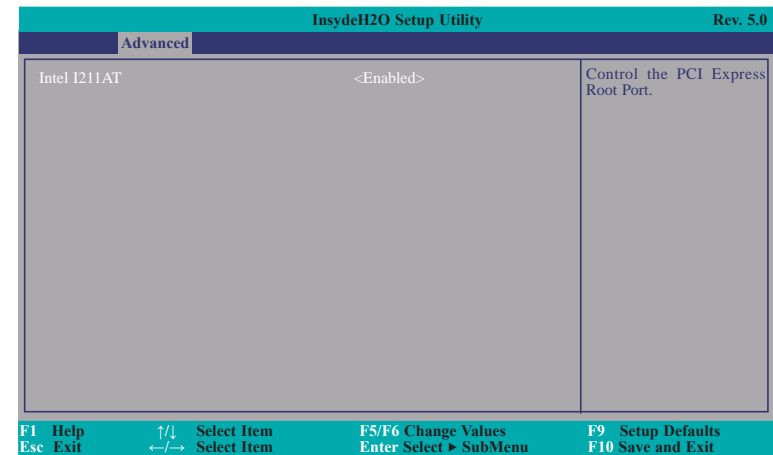 InsydeH2O Setup Utility Rev. 5.0
Advanced
Intel I211AT <Enabled> Control the PCI Express
Root Port.
F1 Help ↑/↓ Select Item F5/F6 Change Values F9 Setup Defaults
Esc Exit ←/→ Select Item Enter Select ► SubMenu F10 Save and Exit